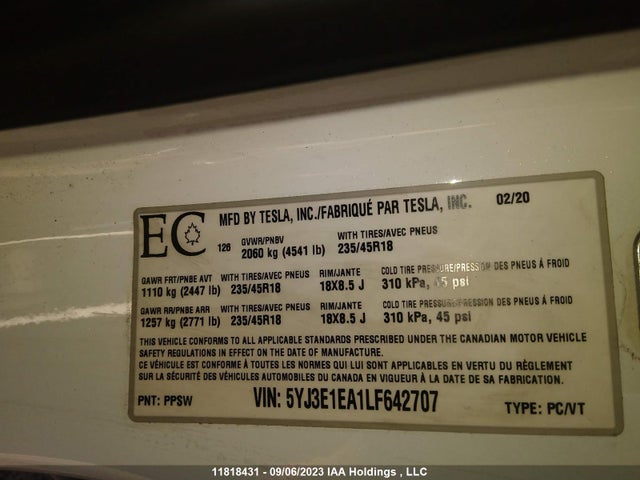 MFD BY TESLA, INC./FABRIQUÉ PAR TESLA, INC. 02/20
EC 126 GVWR/PNBV WITH TIRES/AVEC PNEUS
2060 kg (4541 lb) 235/45R18
GAWR FRT/PNBE AVT WITH TIRES/AVEC PNEUS RIM/JANTE COLD TIRE PRESSURE/PRESSION DES PNEUS À FROID
1110 kg (2447 lb) 235/45R18 18X8.5 J 310 kPa, 45 psi
GAWR RR/PNBE ARR WITH TIRES/AVEC PNEUS RIM/JANTE COLD TIRE PRESSURE/PRESSION DES PNEUS À FROID
1257 kg (2771 lb) 235/45R18 18X8.5 J 310 kPa, 45 psi
THIS VEHICLE CONFORMS TO ALL APPLICABLE STANDARDS PRESCRIBED UNDER THE CANADIAN MOTOR VEHICLE
SAFETY REGULATIONS IN EFFECT ON THE DATE OF MANUFACTURE.
CE VÉHICULE EST CONFORME À TOUTES LES NORMES QUI LUI SONT APPLICABLES EN VERTU DU RÈGLEMENT
SUR LA SÉCURITÉ DES VÉHICULES AUTOMOBILES DU CANADA EN VIGUEUR À LA DATE DE SA FABRICATION.
PNT: PPSW VIN: 5YJ3E1EA1LF642707 TYPE: PC/VT
11818431 - 09/06/2023 IAA Holdings , LLC